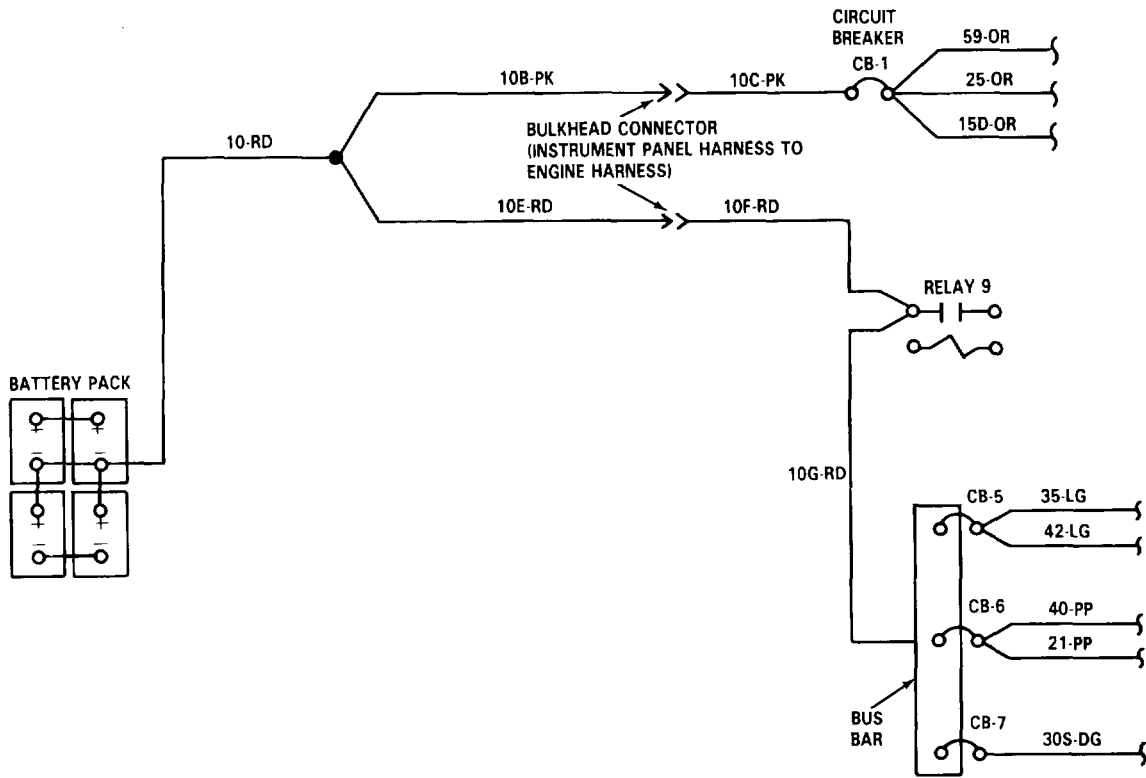 CIRCUIT
BREAKER
CB-1
59-OR
25-OR
15D-OR
10B-PK
10C-PK
10-RD
BULKHEAD CONNECTOR
(INSTRUMENT PANEL HARNESS TO
ENGINE HARNESS)
10E-RD
10F-RD
RELAY 9
BATTERY PACK
+ +
- -
+ +
- -
10G-RD
CB-5
35-LG
42-LG
CB-6
40-PP
21-PP
BUS
BAR
CB-7
30S-DG